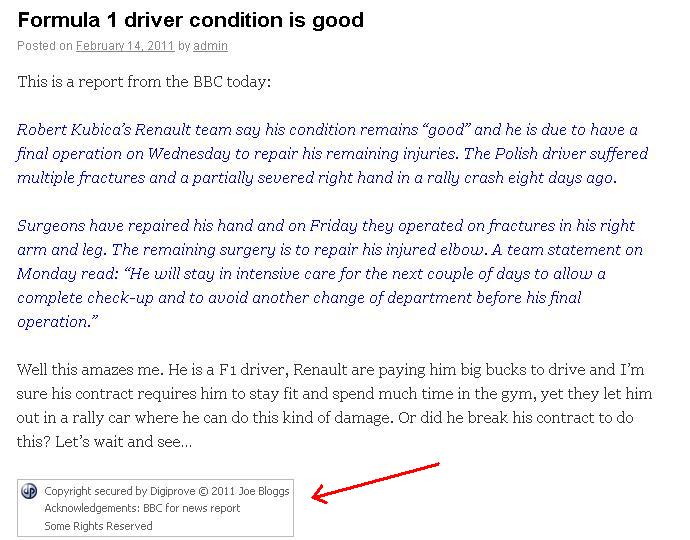 Formula 1 driver condition is good
Posted on February 14, 2011 by admin
This is a report from the BBC today:
Robert Kubica’s Renault team say his condition remains “good” and he is due to have a
final operation on Wednesday to repair his remaining injuries. The Polish driver suffered
multiple fractures and a partially severed right hand in a rally crash eight days ago.
Surgeons have repaired his hand and on Friday they operated on fractures in his right
arm and leg. The remaining surgery is to repair his injured elbow. A team statement on
Monday read: “He will stay in intensive care for the next couple of days to allow a
complete check-up and to avoid another change of department before his final
operation.”
Well this amazes me. He is a F1 driver, Renault are paying him big bucks to drive and I’m
sure his contract requires him to stay fit and spend much time in the gym, yet they let him
out in a rally car where he can do this kind of damage. Or did he break his contract to do
this? Let’s wait and see…
Copyright secured by Digiprove © 2011 Joe Bloggs
Acknowledgements: BBC for news report
Some Rights Reserved